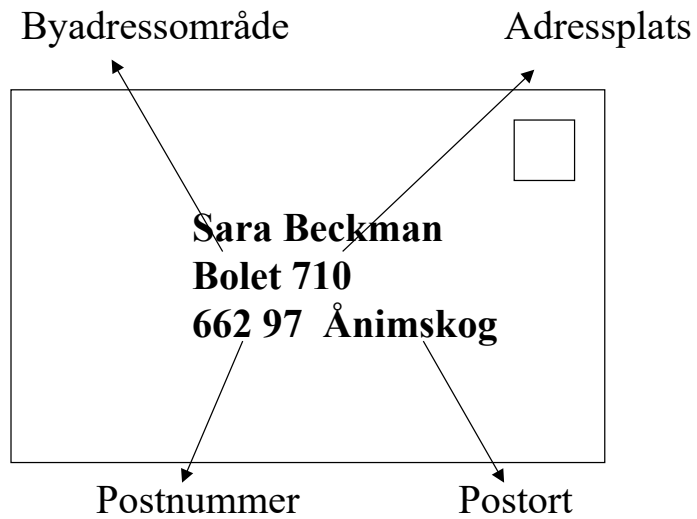 Byadressområde
Adressplats
Sara Beckman
Bolet 710
662 97 Ånimskog
Postnummer
Postort